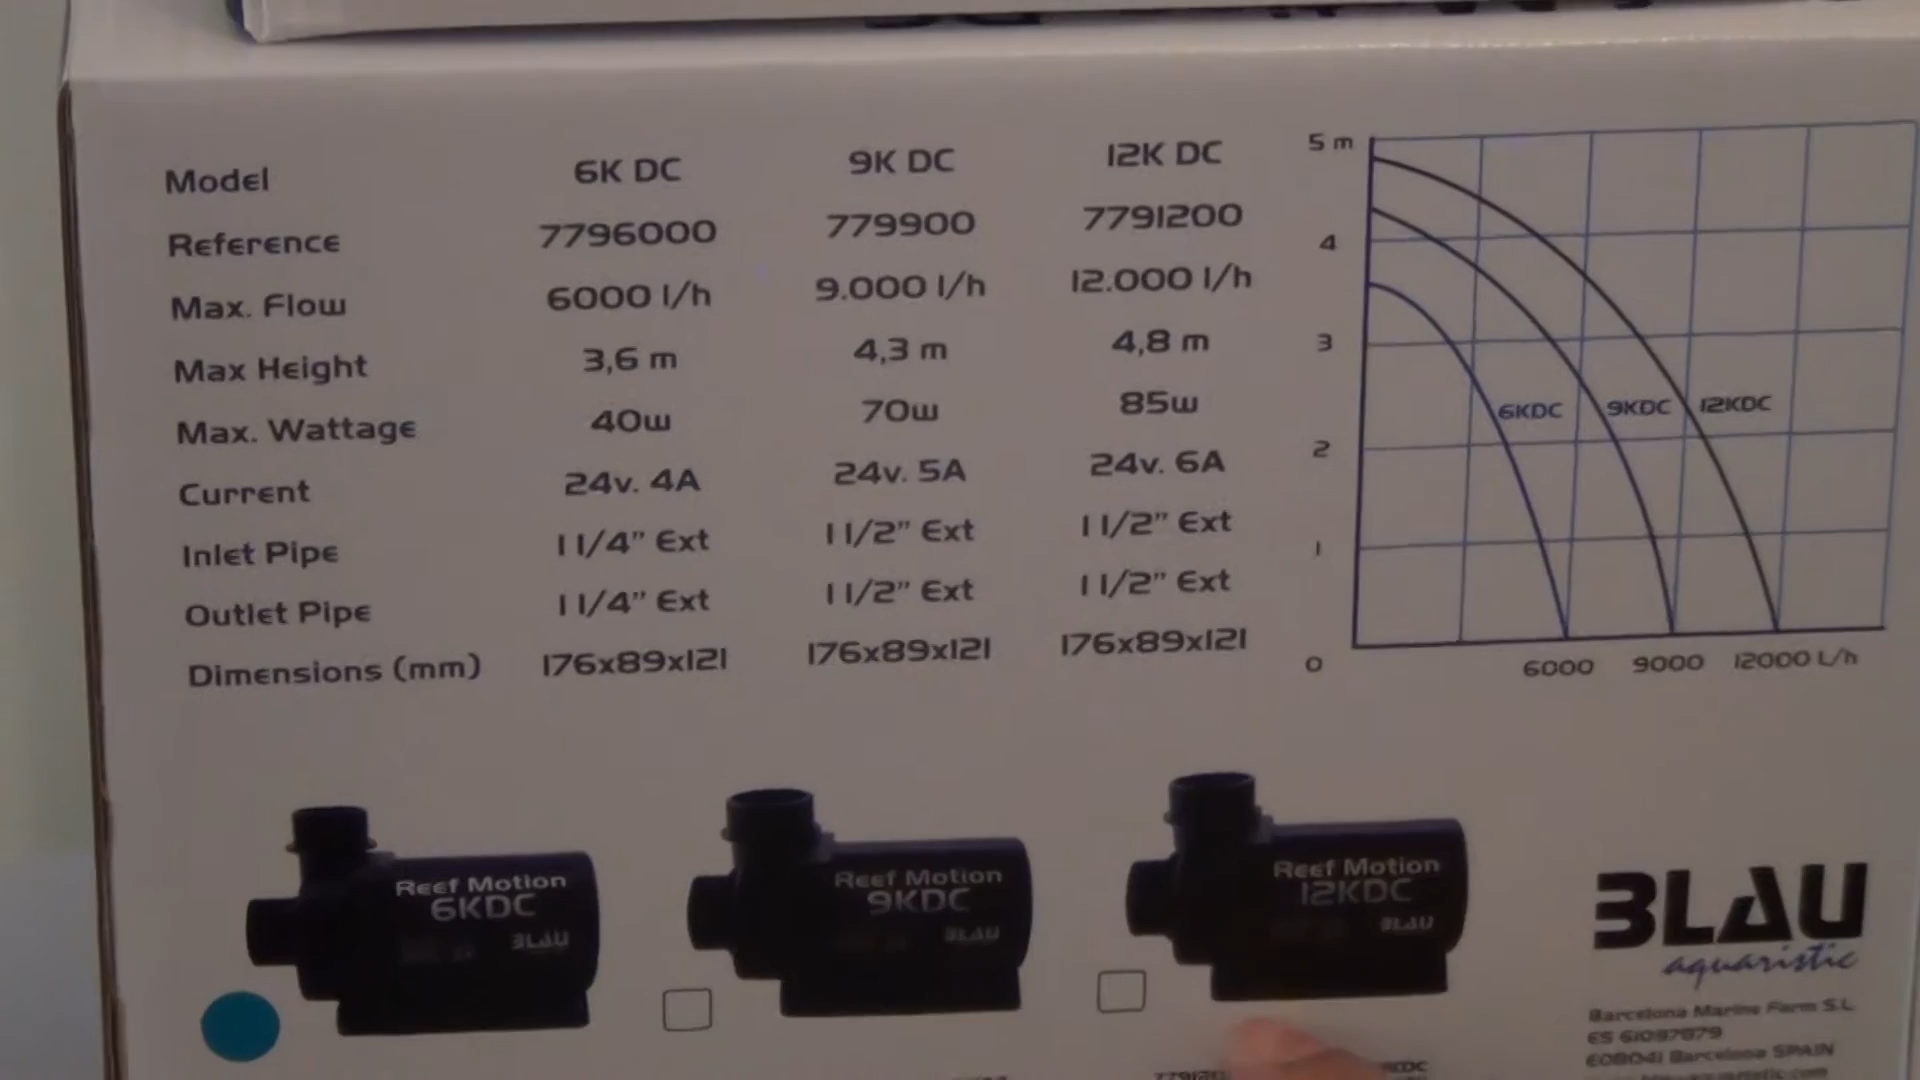 Model 6K DC 9K DC 12K DC
Reference 7796000 779900 7791200
Max. Flow 6000 l/h 9.000 l/h 12.000 l/h
Max Height 3,6 m 4,3 m 4,8 m
Max. Wattage 40w 70w 85w
Current 24v. 4A 24v. 5A 24v. 6A
Inlet Pipe 1 1/4" Ext 1 1/2" Ext 1 1/2" Ext
Outlet Pipe 1 1/4" Ext 1 1/2" Ext 1 1/2" Ext
Dimensions (mm) 176x89x121 176x89x121 176x89x121
5 m
4
3
6KDC 9KDC 12KDC
2
1
0 6000 9000 12000 L/h
Reef Motion
6KDC
BLAU
Reef Motion
9KDC
BLAU
Reef Motion
12KDC
BLAU
BLAU
aquaristic
Barcelona Marine Farm S.L
ES 61097879
E08041 Barcelona SPAIN